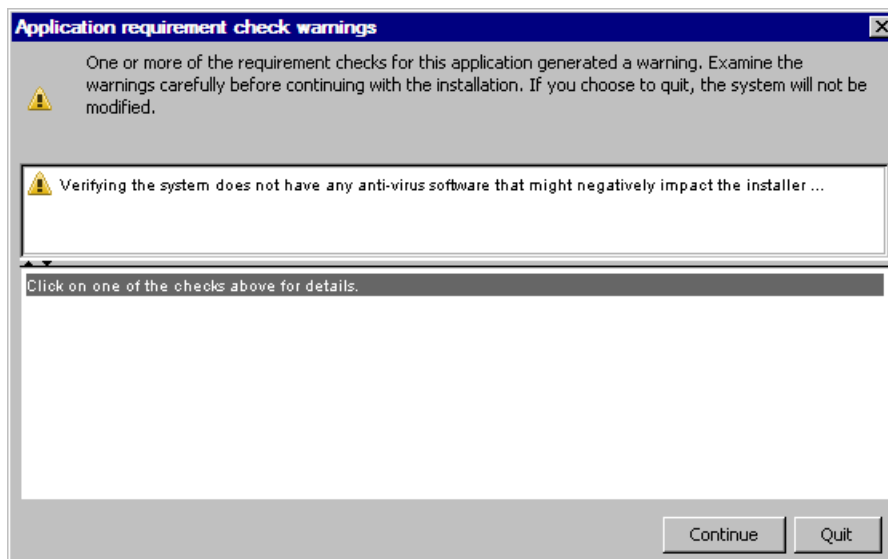 Application requirement check warnings
One or more of the requirement checks for this application generated a warning. Examine the
warnings carefully before continuing with the installation. If you choose to quit, the system will not be
modified.
Verifying the system does not have any anti-virus software that might negatively impact the installer ...
Click on one of the checks above for details.
Continue Quit